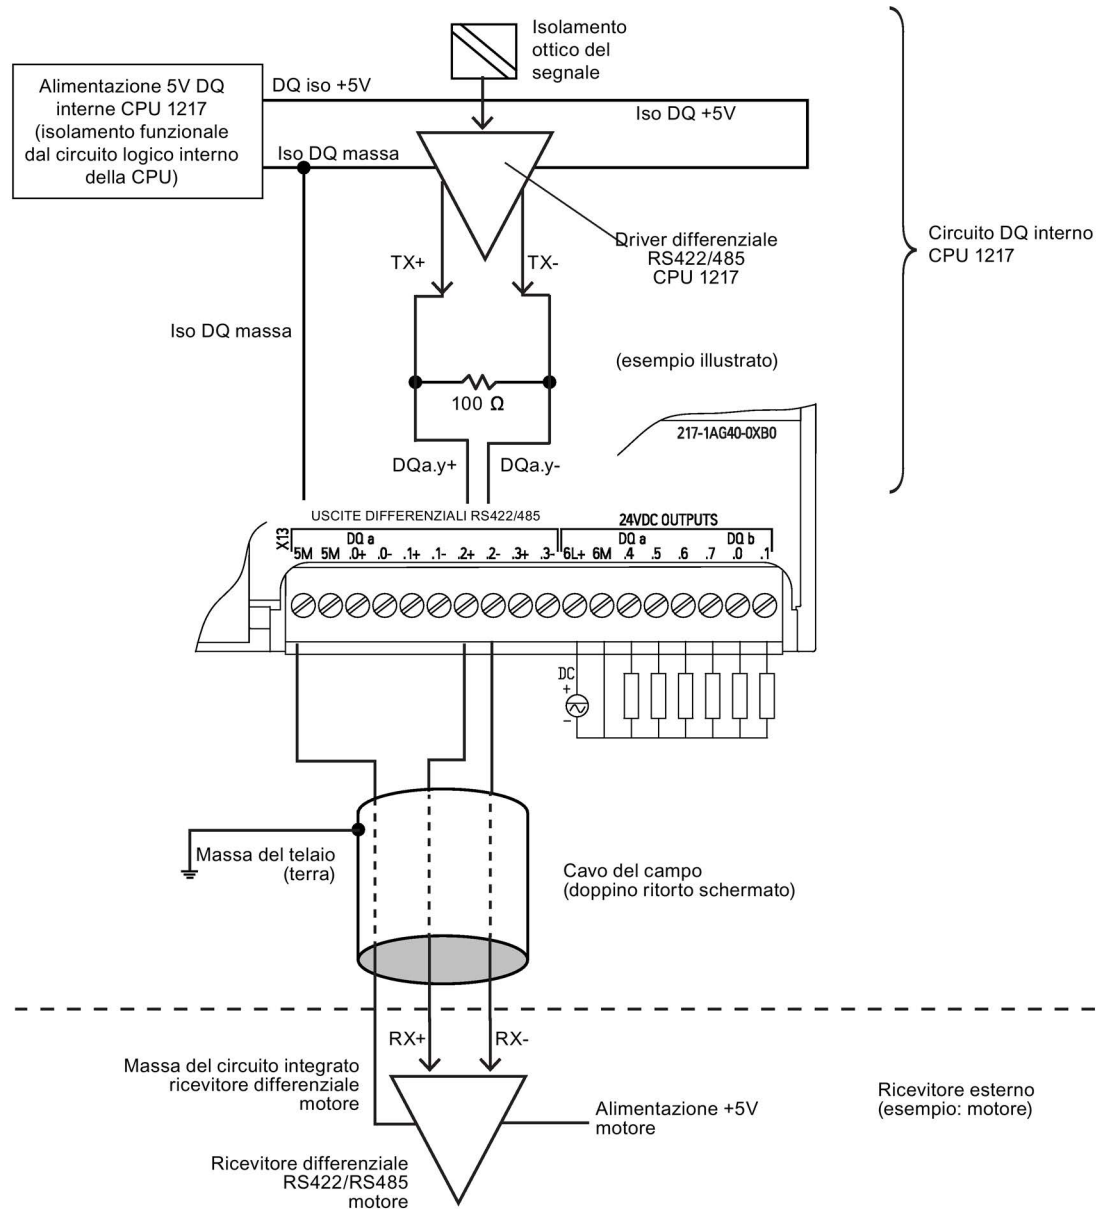 Isolamento
ottico del
segnale
Alimentazione 5V DQ
interne CPU 1217
(isolamento funzionale
dal circuito logico interno
della CPU)
DQ iso +5V
Iso DQ +5V
Iso DQ massa
Driver differenziale
RS422/485
CPU 1217
Circuito DQ interno
CPU 1217
TX+
TX-
Iso DQ massa
(esempio illustrato)
100 Ω
217-1AG40-0XB0
DQa.y+
DQa.y-
USCITE DIFFERENZIALI RS422/485
24VDC OUTPUTS
X13
DQ a
DQ a
DQ b
5M 5M .0+ .0- .1+ .1- .2+ .2- .3+ .3- 6L+ 6M .4 .5 .6 .7 .0 .1
DC
+
–
Massa del telaio
(terra)
Cavo del campo
(doppino ritorto schermato)
RX+
RX-
Massa del circuito integrato
ricevitore differenziale
motore
Alimentazione +5V
motore
Ricevitore esterno
(esempio: motore)
Ricevitore differenziale
RS422/RS485
motore